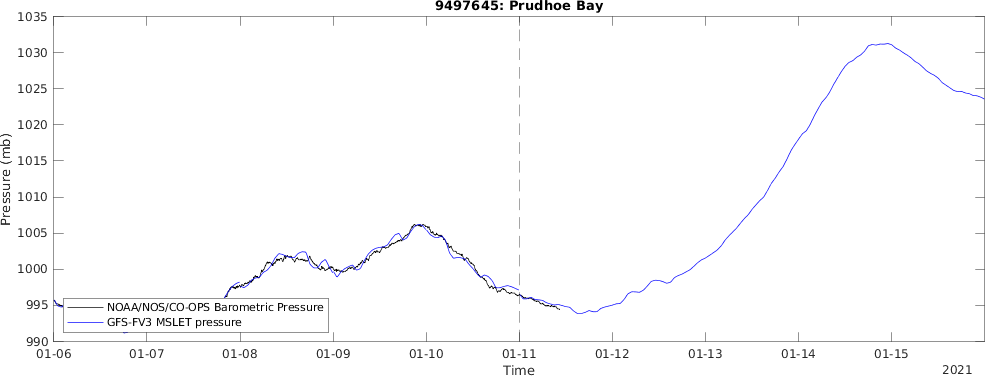 9497645: Prudhoe Bay
1035
1030
1025
1020
1015
1010
1005
1000
995
990
Pressure (mb)
NOAA/NOS/CO-OPS Barometric Pressure
GFS-FV3 MSLET pressure
01-06 01-07 01-08 01-09 01-10 01-11 01-12 01-13 01-14 01-15
Time
2021